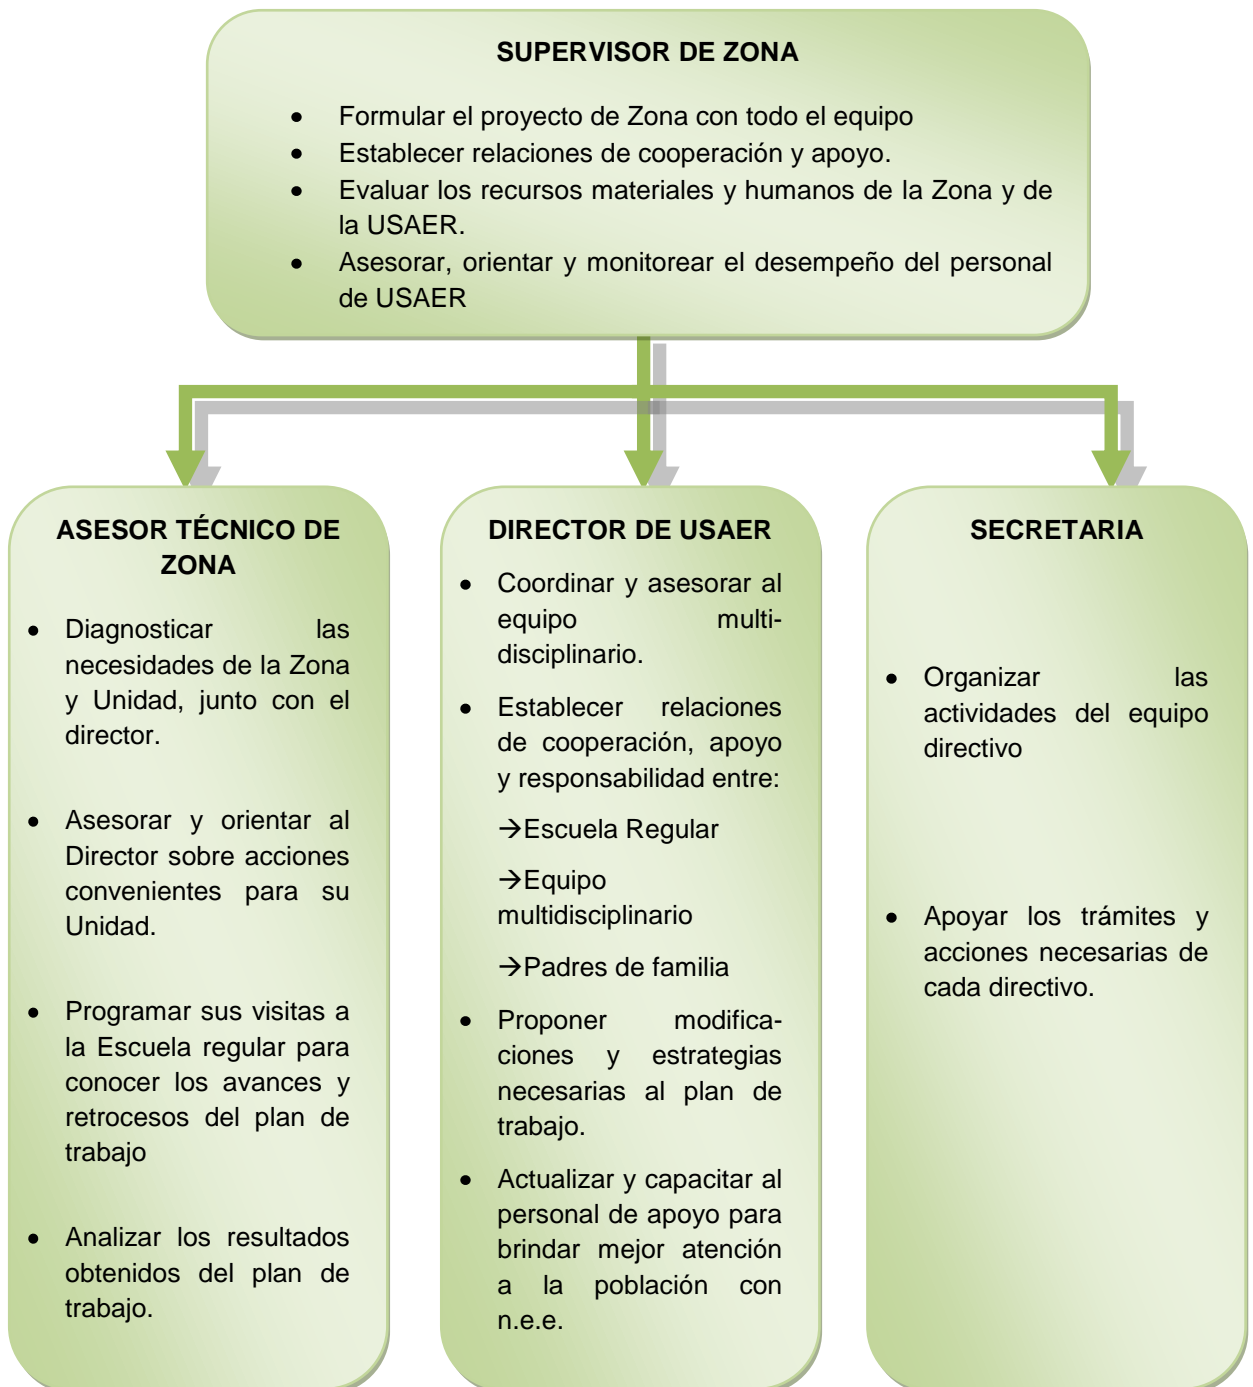 SUPERVISOR DE ZONA
• Formular el proyecto de Zona con todo el equipo
• Establecer relaciones de cooperación y apoyo.
• Evaluar los recursos materiales y humanos de la Zona y de
la USAER.
• Asesorar, orientar y monitorear el desempeño del personal
de USAER
ASESOR TÉCNICO DE
ZONA
• Diagnosticar las
necesidades de la Zona
y Unidad, junto con el
director.
• Asesorar y orientar al
Director sobre acciones
convenientes para su
Unidad.
• Programar sus visitas a
la Escuela regular para
conocer los avances y
retrocesos del plan de
trabajo
• Analizar los resultados
obtenidos del plan de
trabajo.
DIRECTOR DE USAER
• Coordinar y asesorar al
equipo multi-
disciplinario.
• Establecer relaciones
de cooperación, apoyo
y responsabilidad entre:
→Escuela Regular
→Equipo
multidisciplinario
→Padres de familia
• Proponer modifica-
ciones y estrategias
necesarias al plan de
trabajo.
• Actualizar y capacitar al
personal de apoyo para
brindar mejor atención
a la población con
n.e.e.
SECRETARIA
• Organizar las
actividades del equipo
directivo
• Apoyar los trámites y
acciones necesarias de
cada directivo.